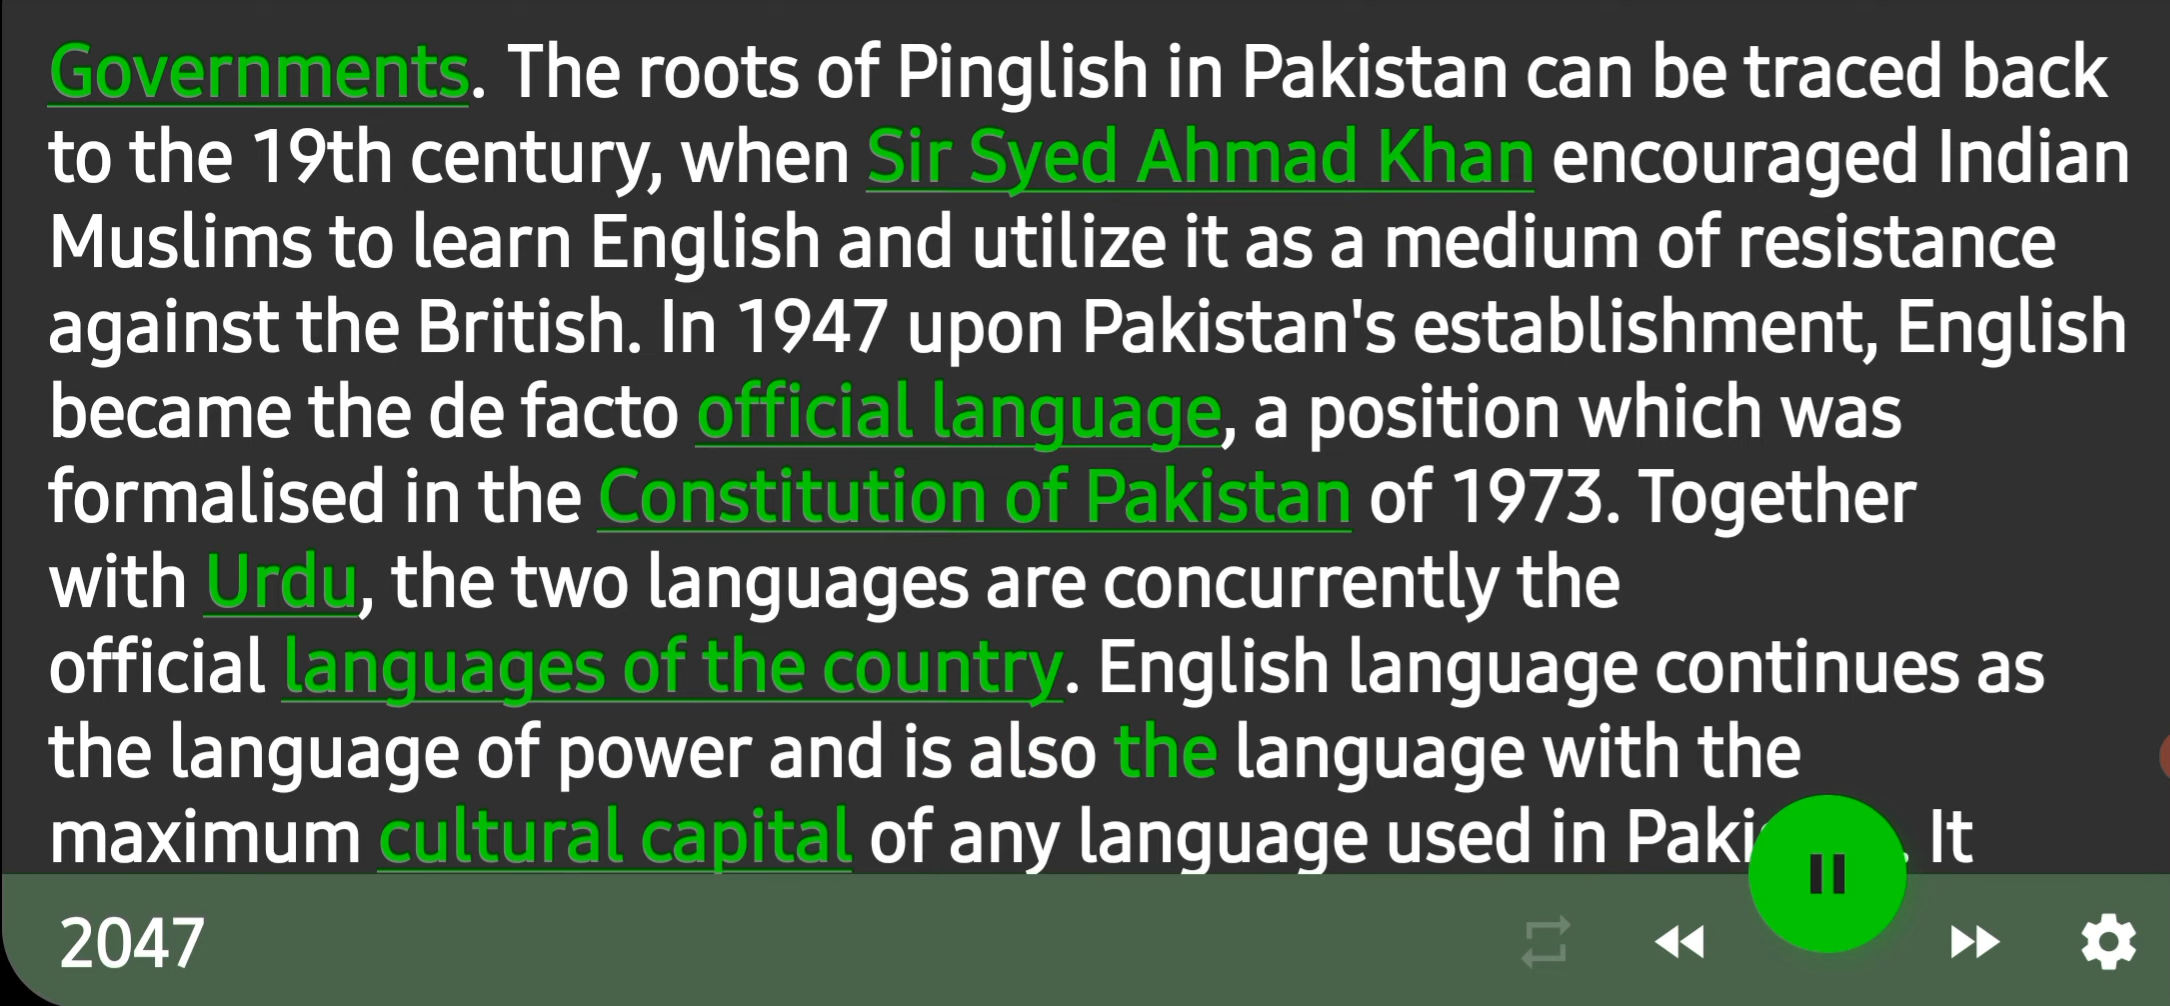 Governments. The roots of Pinglish in Pakistan can be traced back
to the 19th century, when Sir Syed Ahmad Khan encouraged Indian
Muslims to learn English and utilize it as a medium of resistance
against the British. In 1947 upon Pakistan's establishment, English
became the de facto official language, a position which was
formalised in the Constitution of Pakistan of 1973. Together
with Urdu, the two languages are concurrently the
official languages of the country. English language continues as
the language of power and is also the language with the
maximum cultural capital of any language used in It
2047